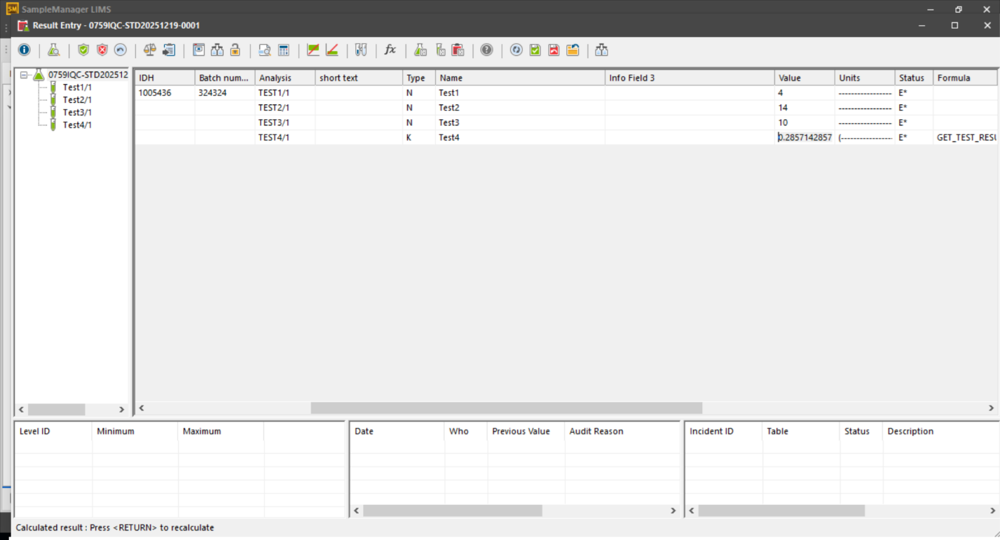 SM SampleManager LIMS
Result Entry - 0759IQC-STD20251219-0001
fx
0759IQC-STD202512
Test1/1
Test2/1
Test3/1
Test4/1
IDH Batch num... Analysis short text Type Name Info Field 3 Value Units Status Formula
1005436 324324 TEST1/1 N Test1 4 ----------------- E*
TEST2/1 N Test2 14 ----------------- E*
TEST3/1 N Test3 10 ----------------- E*
TEST4/1 K Test4 0.2857142857 (----------------- E* GET_TEST_RESU
Level ID Minimum Maximum
Date Who Previous Value Audit Reason
Incident ID Table Status Description
Calculated result : Press <RETURN> to recalculate